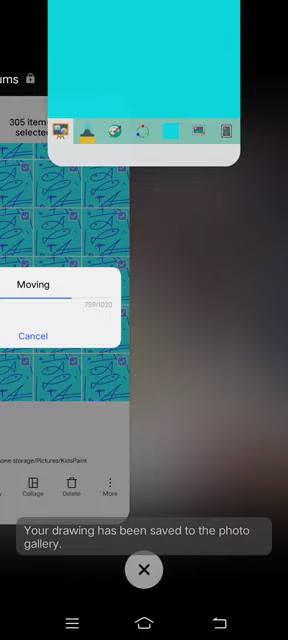 ums
305 item
selected
Moving
759/1020
Cancel
one storage/Pictures/KidsPaint
y
Collage
Delete
More
Your drawing has been saved to the photo
gallery.